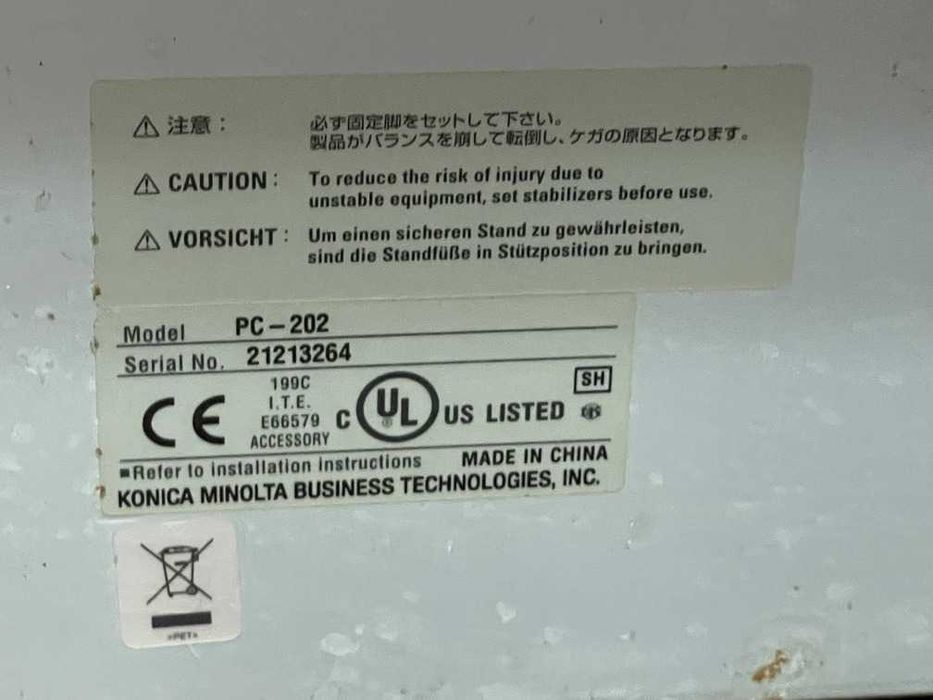 ⚠ 注意： 必ず固定脚をセットして下さい。
製品がバランスを崩して転倒し、ケガの原因となります。
⚠ CAUTION : To reduce the risk of injury due to
unstable equipment, set stabilizers before use.
⚠ VORSICHT : Um einen sicheren Stand zu gewährleisten,
sind die Standfüße in Stützposition zu bringen.
Model PC-202
Serial No. 21213264
SH
199C
I.T.E.
E66579
ACCESSORY
CE
C UL ® US LISTED
■Refer to installation instructions MADE IN CHINA
KONICA MINOLTA BUSINESS TECHNOLOGIES, INC.
>PET<